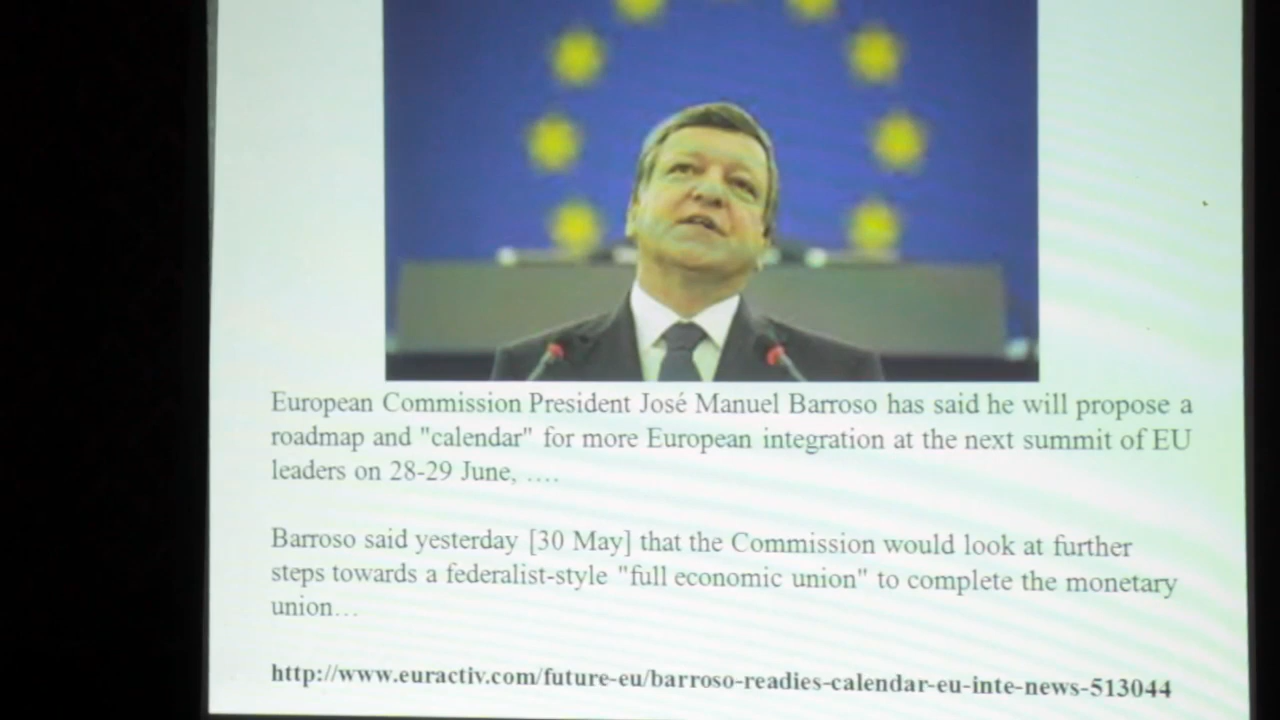 European Commission President José Manuel Barroso has said he will propose a
roadmap and "calendar" for more European integration at the next summit of EU
leaders on 28-29 June, ….
Barroso said yesterday [30 May] that the Commission would look at further
steps towards a federalist-style "full economic union" to complete the monetary
union…
http://www.euractiv.com/future-eu/barroso-readies-calendar-eu-inte-news-513044